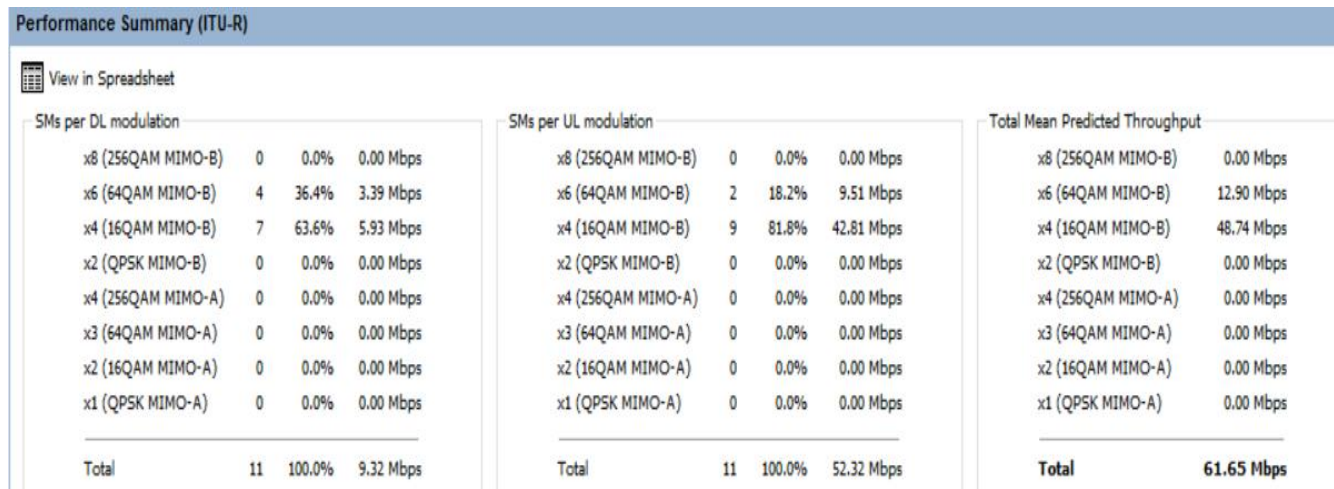 Performance Summary (ITU-R)
View in Spreadsheet
SMs per DL modulation
x8 (256QAM MIMO-B) 0 0.0% 0.00 Mbps
x6 (64QAM MIMO-B) 4 36.4% 3.39 Mbps
x4 (16QAM MIMO-B) 7 63.6% 5.93 Mbps
x2 (QPSK MIMO-B) 0 0.0% 0.00 Mbps
x4 (256QAM MIMO-A) 0 0.0% 0.00 Mbps
x3 (64QAM MIMO-A) 0 0.0% 0.00 Mbps
x2 (16QAM MIMO-A) 0 0.0% 0.00 Mbps
x1 (QPSK MIMO-A) 0 0.0% 0.00 Mbps
Total 11 100.0% 9.32 Mbps
SMs per UL modulation
x8 (256QAM MIMO-B) 0 0.0% 0.00 Mbps
x6 (64QAM MIMO-B) 2 18.2% 9.51 Mbps
x4 (16QAM MIMO-B) 9 81.8% 42.81 Mbps
x2 (QPSK MIMO-B) 0 0.0% 0.00 Mbps
x4 (256QAM MIMO-A) 0 0.0% 0.00 Mbps
x3 (64QAM MIMO-A) 0 0.0% 0.00 Mbps
x2 (16QAM MIMO-A) 0 0.0% 0.00 Mbps
x1 (QPSK MIMO-A) 0 0.0% 0.00 Mbps
Total 11 100.0% 52.32 Mbps
Total Mean Predicted Throughput
x8 (256QAM MIMO-B) 0.00 Mbps
x6 (64QAM MIMO-B) 12.90 Mbps
x4 (16QAM MIMO-B) 48.74 Mbps
x2 (QPSK MIMO-B) 0.00 Mbps
x4 (256QAM MIMO-A) 0.00 Mbps
x3 (64QAM MIMO-A) 0.00 Mbps
x2 (16QAM MIMO-A) 0.00 Mbps
x1 (QPSK MIMO-A) 0.00 Mbps
Total 61.65 Mbps